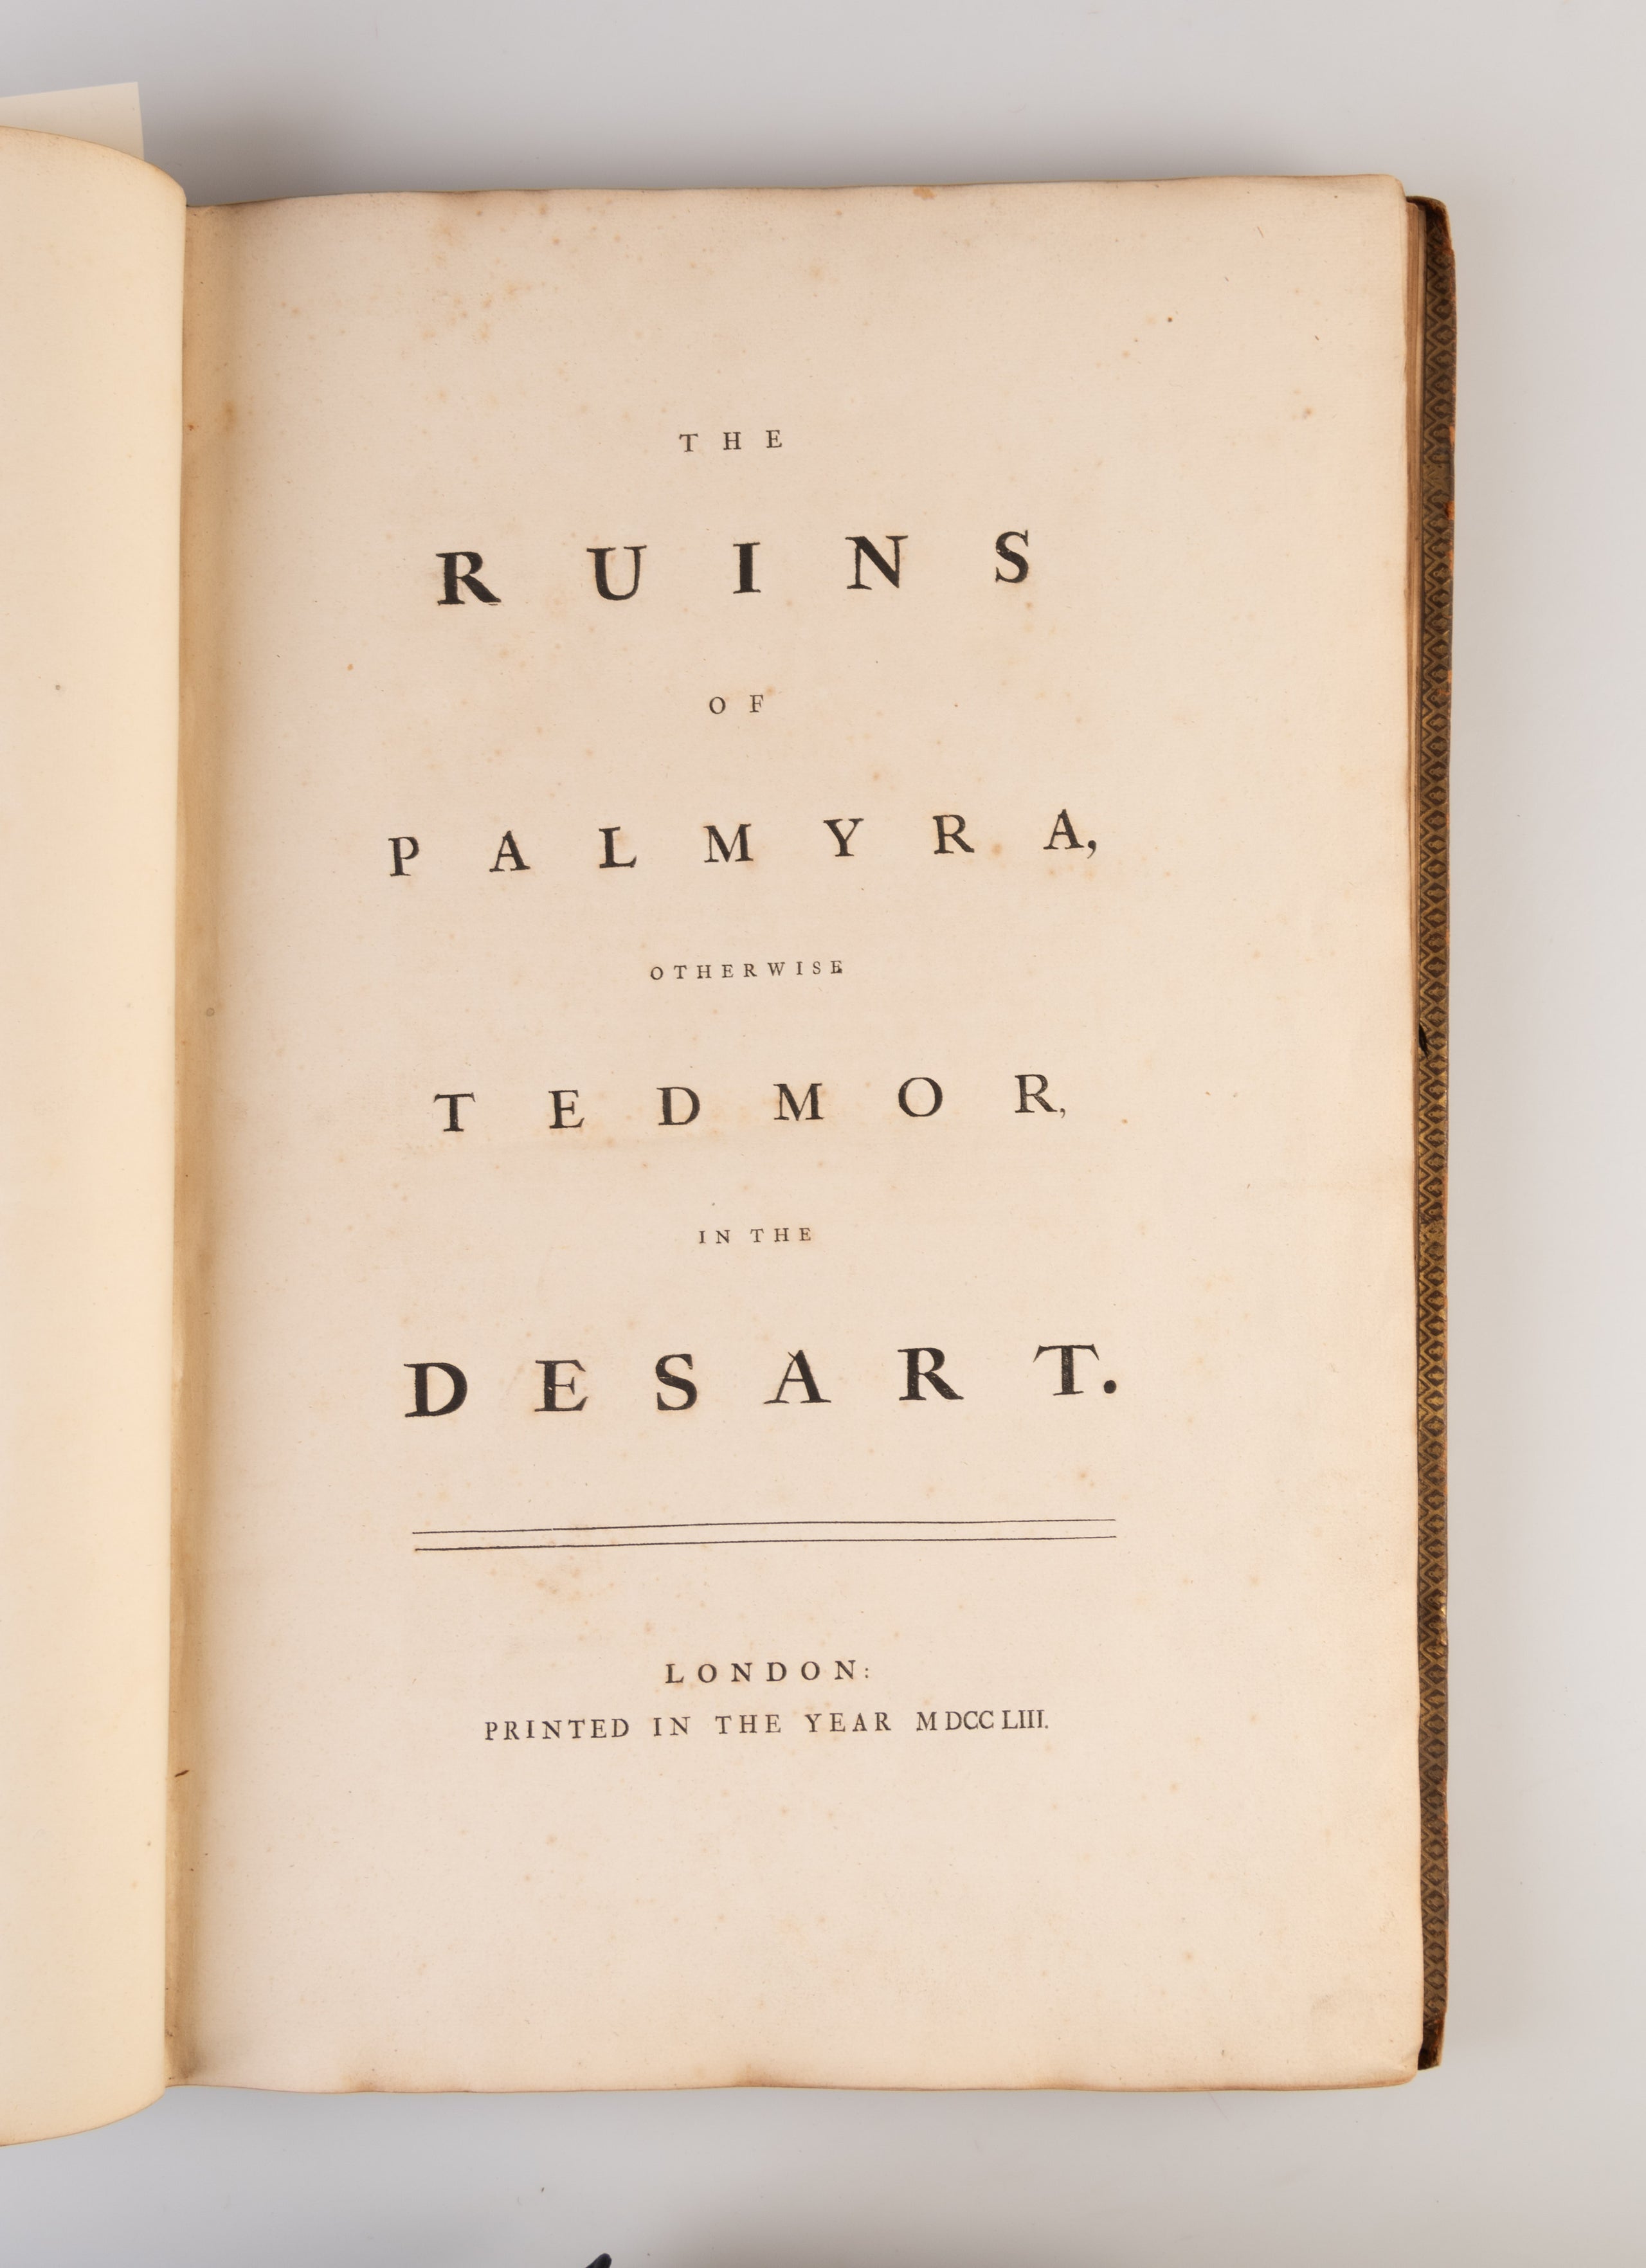 THE
RUINS
OF
PALMYRA,
OTHERWISE
TEDMOR,
IN THE
DESART.
LONDON:
PRINTED IN THE YEAR MDCCLIII.